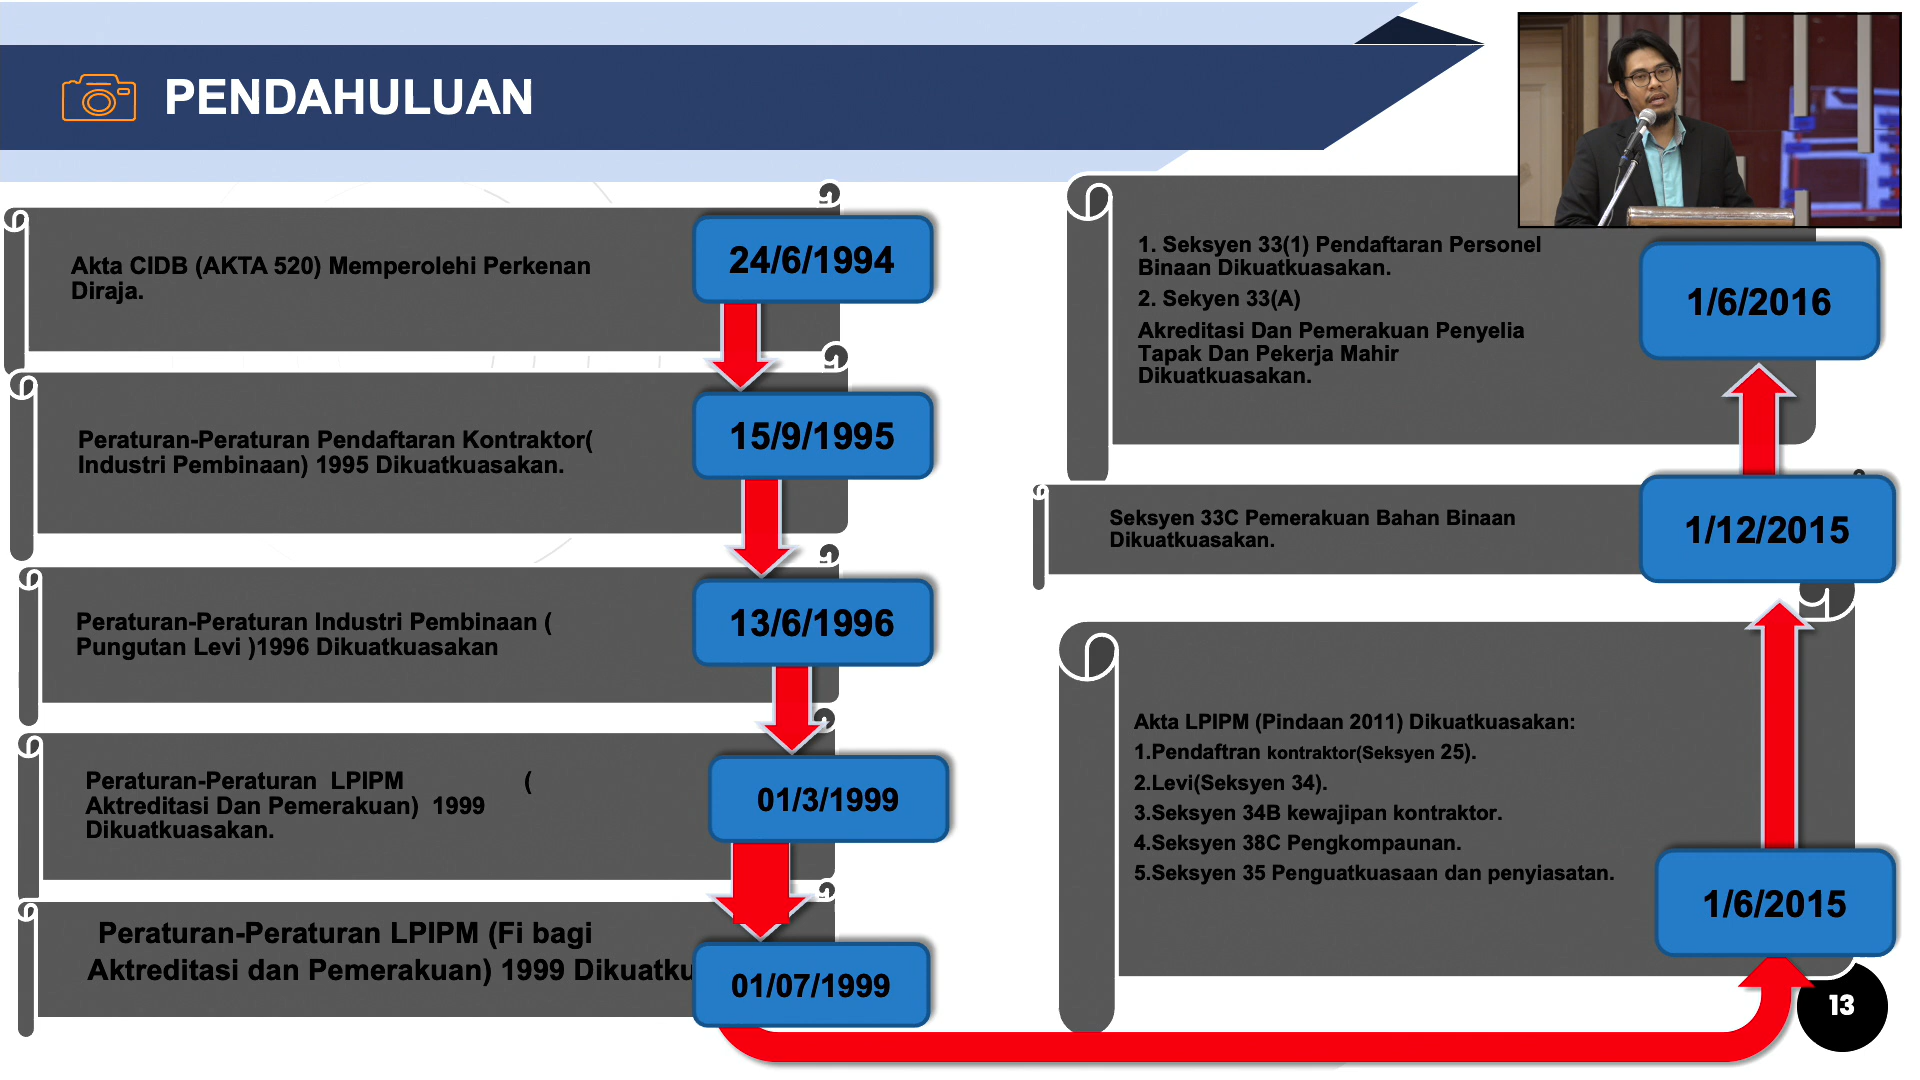 PENDAHULUAN
Akta CIDB (AKTA 520) Memperolehi Perkenan
Diraja.
24/6/1994
Peraturan-Peraturan Pendaftaran Kontraktor(
Industri Pembinaan) 1995 Dikuatkuasakan.
15/9/1995
Peraturan-Peraturan Industri Pembinaan (
Pungutan Levi )1996 Dikuatkuasakan
13/6/1996
Peraturan-Peraturan LPIPM (
Aktreditasi Dan Pemerakuan) 1999
Dikuatkuasakan.
01/3/1999
Peraturan-Peraturan LPIPM (Fi bagi
Aktreditasi dan Pemerakuan) 1999 Dikuatku
01/07/1999
1. Seksyen 33(1) Pendaftaran Personel
Binaan Dikuatkuasakan.
2. Sekyen 33(A)
Akreditasi Dan Pemerakuan Penyelia
Tapak Dan Pekerja Mahir
Dikuatkuasakan.
1/6/2016
Seksyen 33C Pemerakuan Bahan Binaan
Dikuatkuasakan.
1/12/2015
Akta LPIPM (Pindaan 2011) Dikuatkuasakan:
1.Pendaftran kontraktor(Seksyen 25).
2.Levi(Seksyen 34).
3.Seksyen 34B kewajipan kontraktor.
4.Seksyen 38C Pengkompaunan.
5.Seksyen 35 Penguatkuasaan dan penyiasatan.
1/6/2015
13